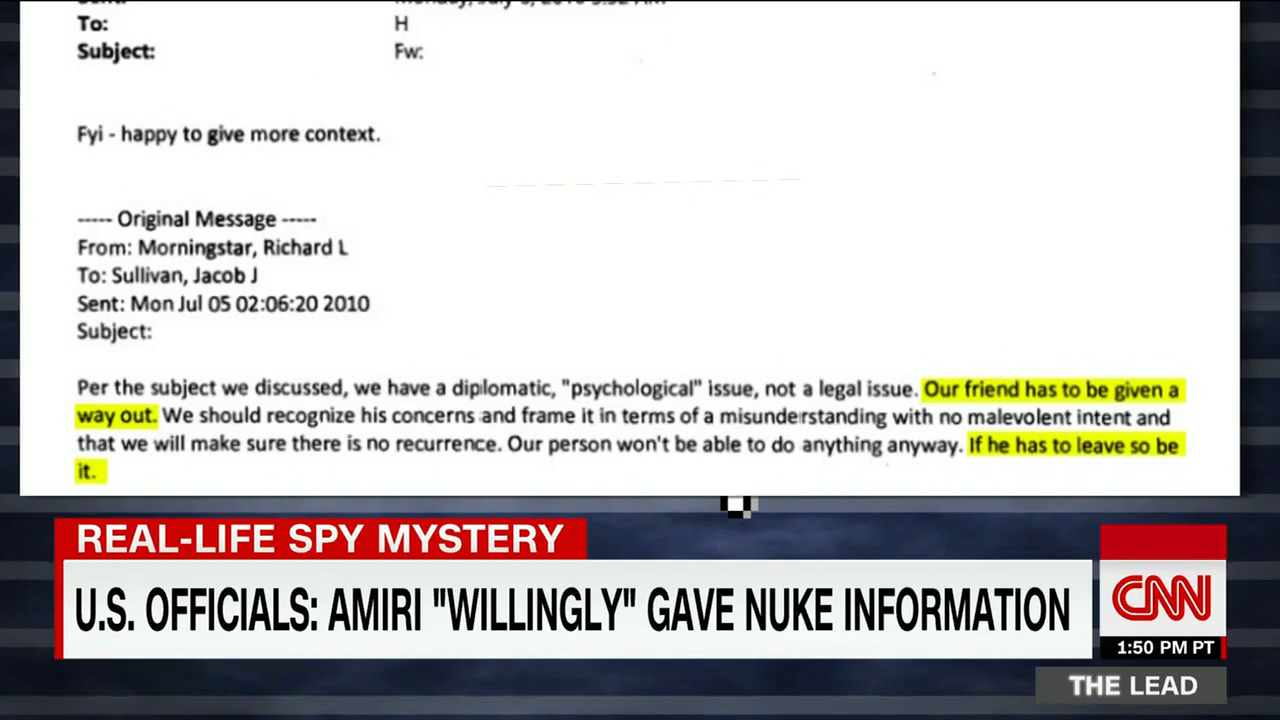 To: H
Subject: Fw:
Fyi - happy to give more context.
----- Original Message -----
From: Morningstar, Richard L
To: Sullivan, Jacob J
Sent: Mon Jul 05 02:06:20 2010
Subject:
Per the subject we discussed, we have a diplomatic, "psychological" issue, not a legal issue. Our friend has to be given a
way out. We should recognize his concerns and frame it in terms of a misunderstanding with no malevolent intent and
that we will make sure there is no recurrence. Our person won't be able to do anything anyway. If he has to leave so be
it.
REAL-LIFE SPY MYSTERY
U.S. OFFICIALS: AMIRI "WILLINGLY" GAVE NUKE INFORMATION
CNN
1:50 PM PT
THE LEAD